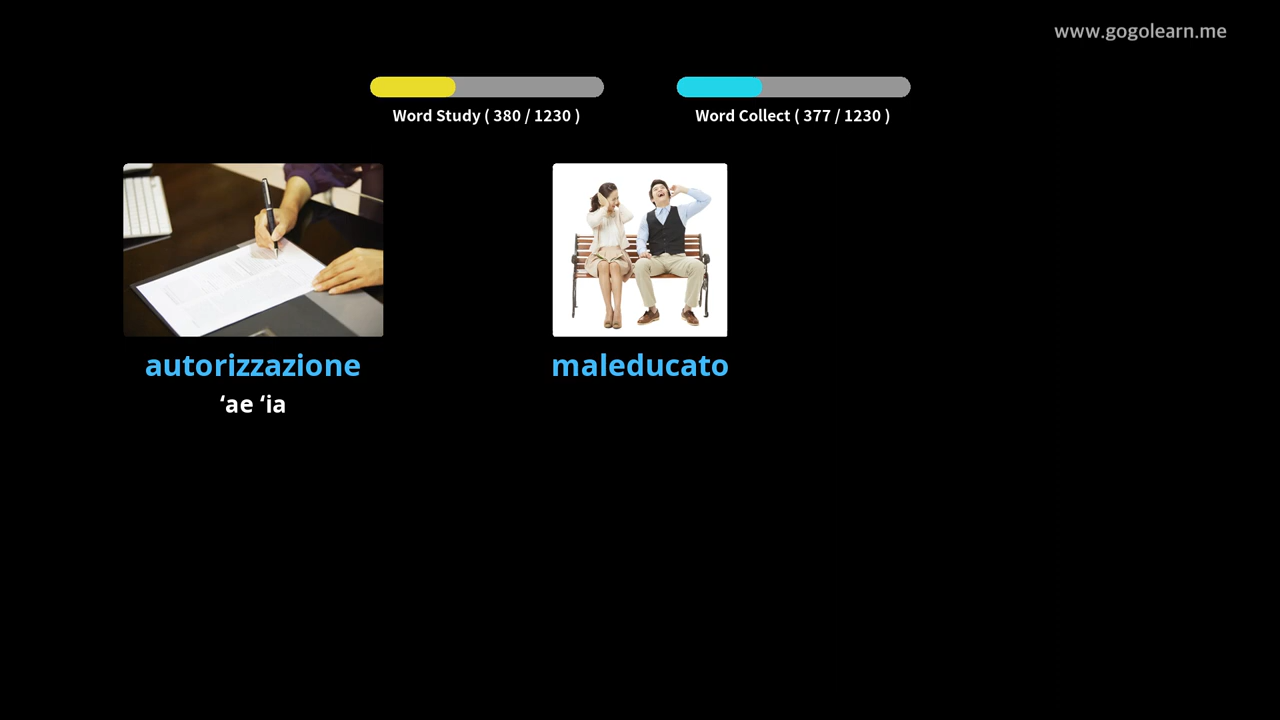 www.gogolearn.me
Word Study ( 380 / 1230 )
Word Collect ( 377 / 1230 )
autorizzazione
‘ae ‘ia
maleducato